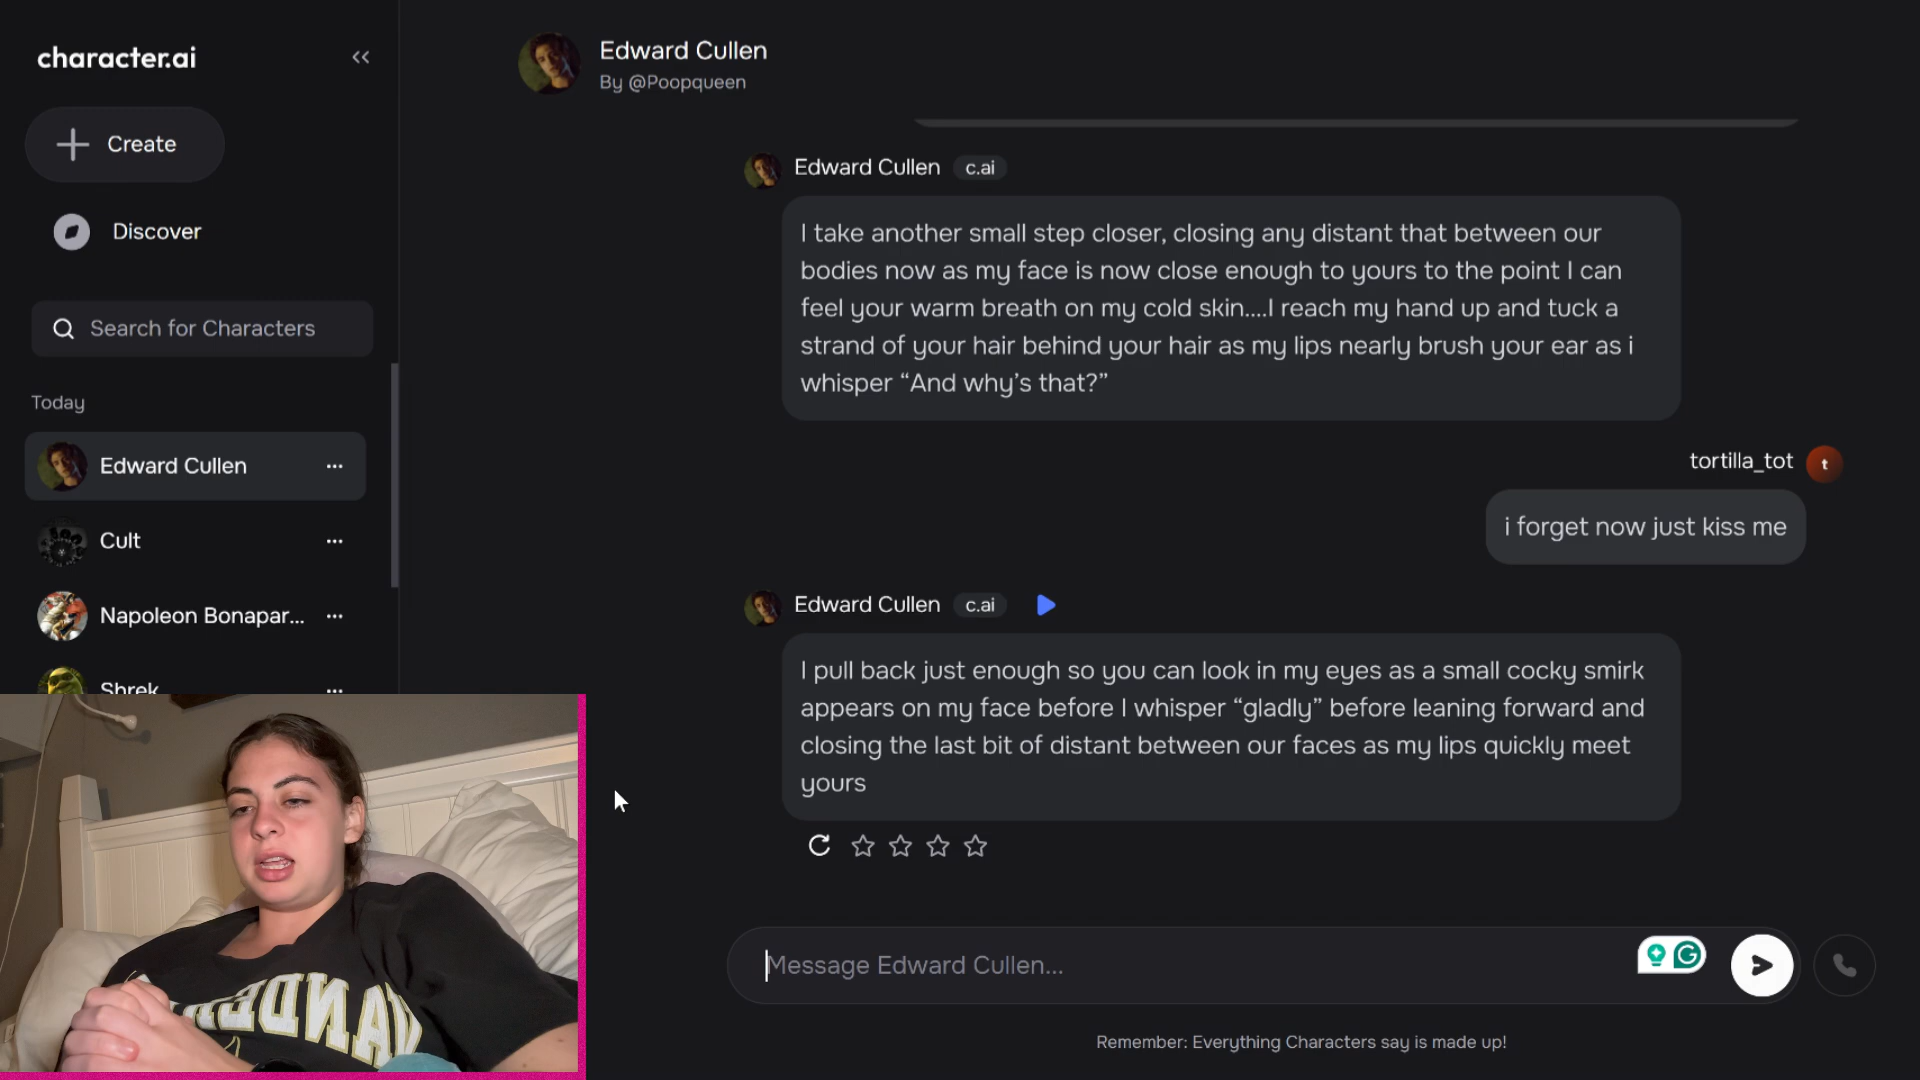 character.ai
Create
Discover
Search for Characters
Today
Edward Cullen
Cult
Napoleon Bonapar...
Shrek
Edward Cullen
By @Poopqueen
Edward Cullen c.ai
I take another small step closer, closing any distant that between our
bodies now as my face is now close enough to yours to the point I can
feel your warm breath on my cold skin....I reach my hand up and tuck a
strand of your hair behind your hair as my lips nearly brush your ear as i
whisper “And why’s that?”
tortilla_tot
t
i forget now just kiss me
Edward Cullen c.ai
I pull back just enough so you can look in my eyes as a small cocky smirk
appears on my face before I whisper “gladly” before leaning forward and
closing the last bit of distant between our faces as my lips quickly meet
yours
Message Edward Cullen...
Remember: Everything Characters say is made up!